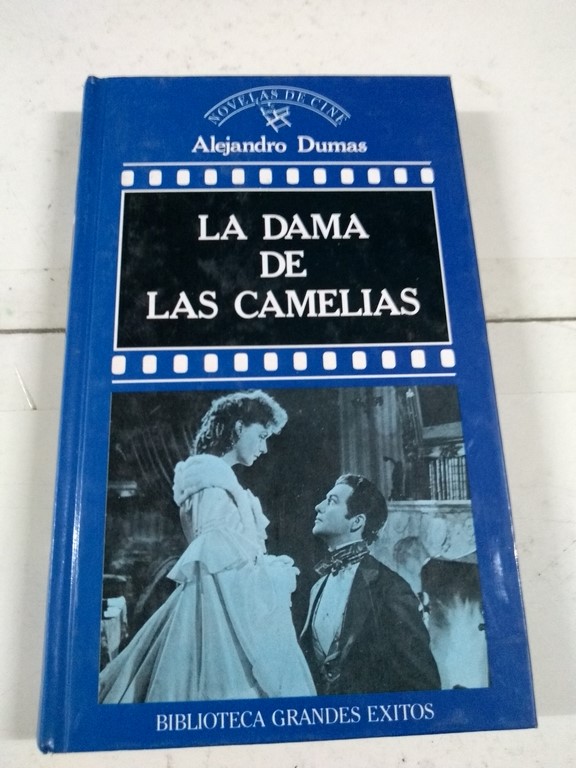 NOVELAS DE CINE
Alejandro Dumas
LA DAMA
DE
LAS CAMELIAS
BIBLIOTECA GRANDES EXITOS